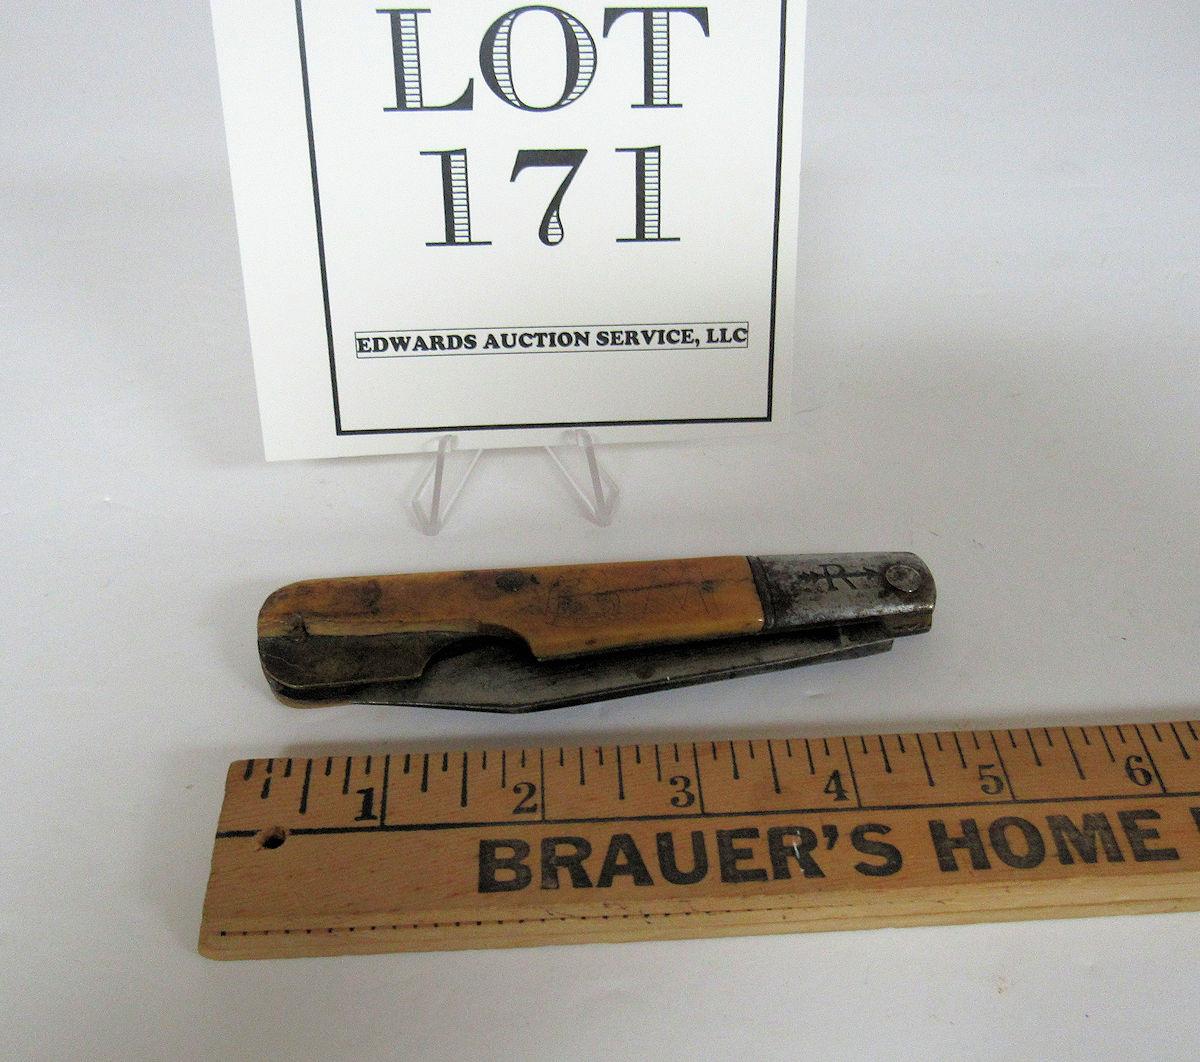 LOT
171
EDWARDS AUCTION SERVICE, LLC
R
1 2 3 4 5 6
BRAUER'S HOME